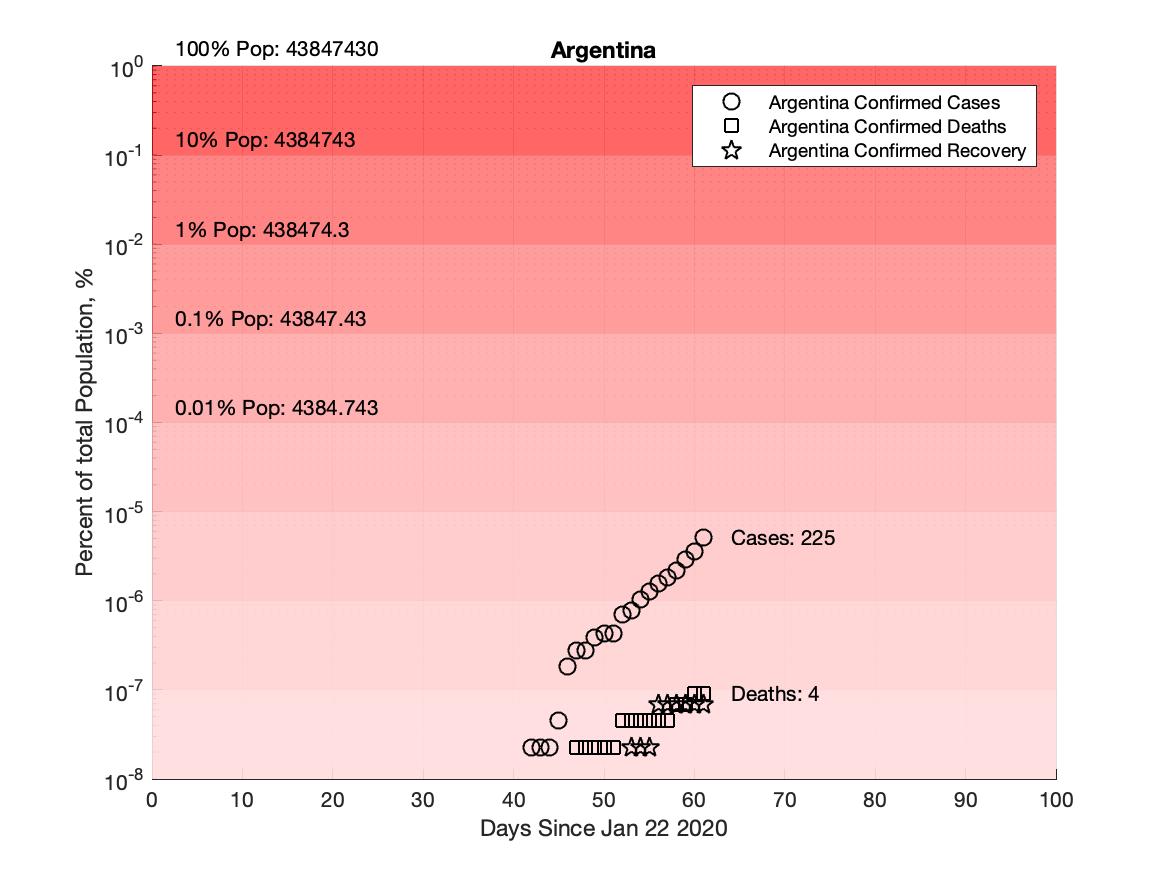 100% Pop: 43847430
Argentina
10^0
10% Pop: 4384743
10^-1
1% Pop: 438474.3
10^-2
0.1% Pop: 43847.43
10^-3
0.01% Pop: 4384.743
10^-4
10^-5
10^-6
10^-7
10^-8
Percent of total Population, %
Argentina Confirmed Cases
Argentina Confirmed Deaths
Argentina Confirmed Recovery
Cases: 225
Deaths: 4
0 10 20 30 40 50 60 70 80 90 100
Days Since Jan 22 2020